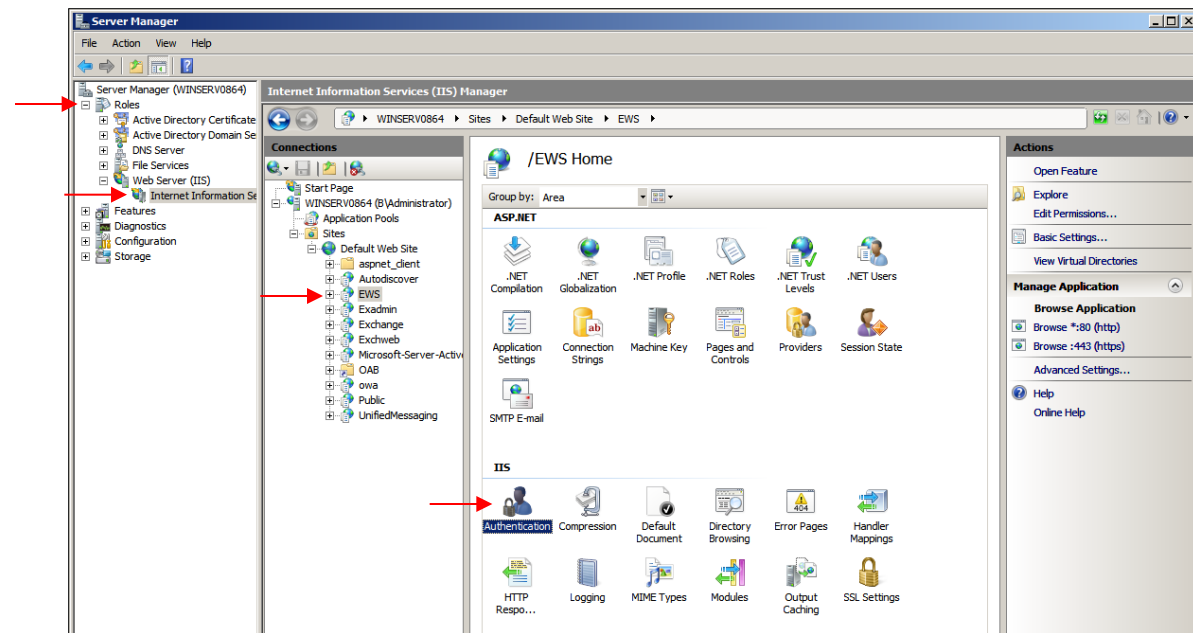 Server Manager
File Action View Help
Server Manager (WINSERV0864)
Roles
Active Directory Certificate
Active Directory Domain Se
DNS Server
File Services
Web Server (IIS)
Internet Information Se
Features
Diagnostics
Configuration
Storage
Internet Information Services (IIS) Manager
WINSERV0864 Sites Default Web Site EWS
Connections
Start Page
WINSERV0864 (B\Administrator)
Application Pools
Sites
Default Web Site
aspnet_client
Autodiscover
EWS
Exadmin
Exchange
Exchweb
Microsoft-Server-Active
OAB
owa
Public
UnifiedMessaging
/EWS Home
Group by: Area
ASP.NET
.NET Compilation
.NET Globalization
.NET Profile
.NET Roles
.NET Trust Levels
.NET Users
Application Settings
Connection Strings
ab
Machine Key
Pages and Controls
Providers
Session State
SMTP E-mail
IIS
Authentication
Compression
Default Document
Directory Browsing
404
Error Pages
Handler Mappings
HTTP Respo...
Logging
MIME Types
Modules
Output Caching
SSL Settings
Actions
Open Feature
Explore
Edit Permissions...
Basic Settings...
View Virtual Directories
Manage Application
Browse Application
Browse *:80 (http)
Browse :443 (https)
Advanced Settings...
Help
Online Help